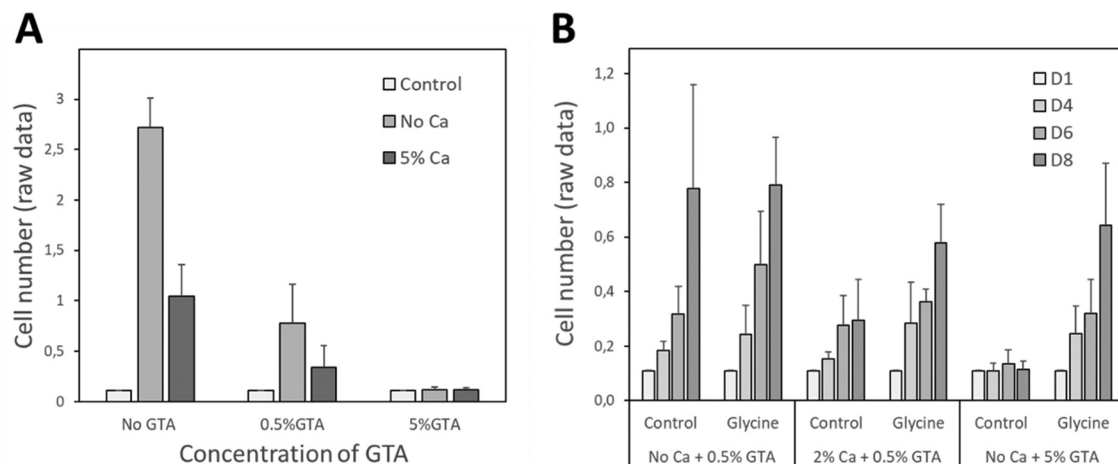 A
Cell number (raw data)
3
2,5
2
1,5
1
0,5
0
Control
No Ca
5% Ca
No GTA
0.5%GTA
5%GTA
Concentration of GTA
B
Cell number (raw data)
1,2
1,0
0,8
0,6
0,4
0,2
0,0
D1
D4
D6
D8
Control Glycine Control Glycine Control Glycine
No Ca + 0.5% GTA 2% Ca + 0.5% GTA No Ca + 5% GTA